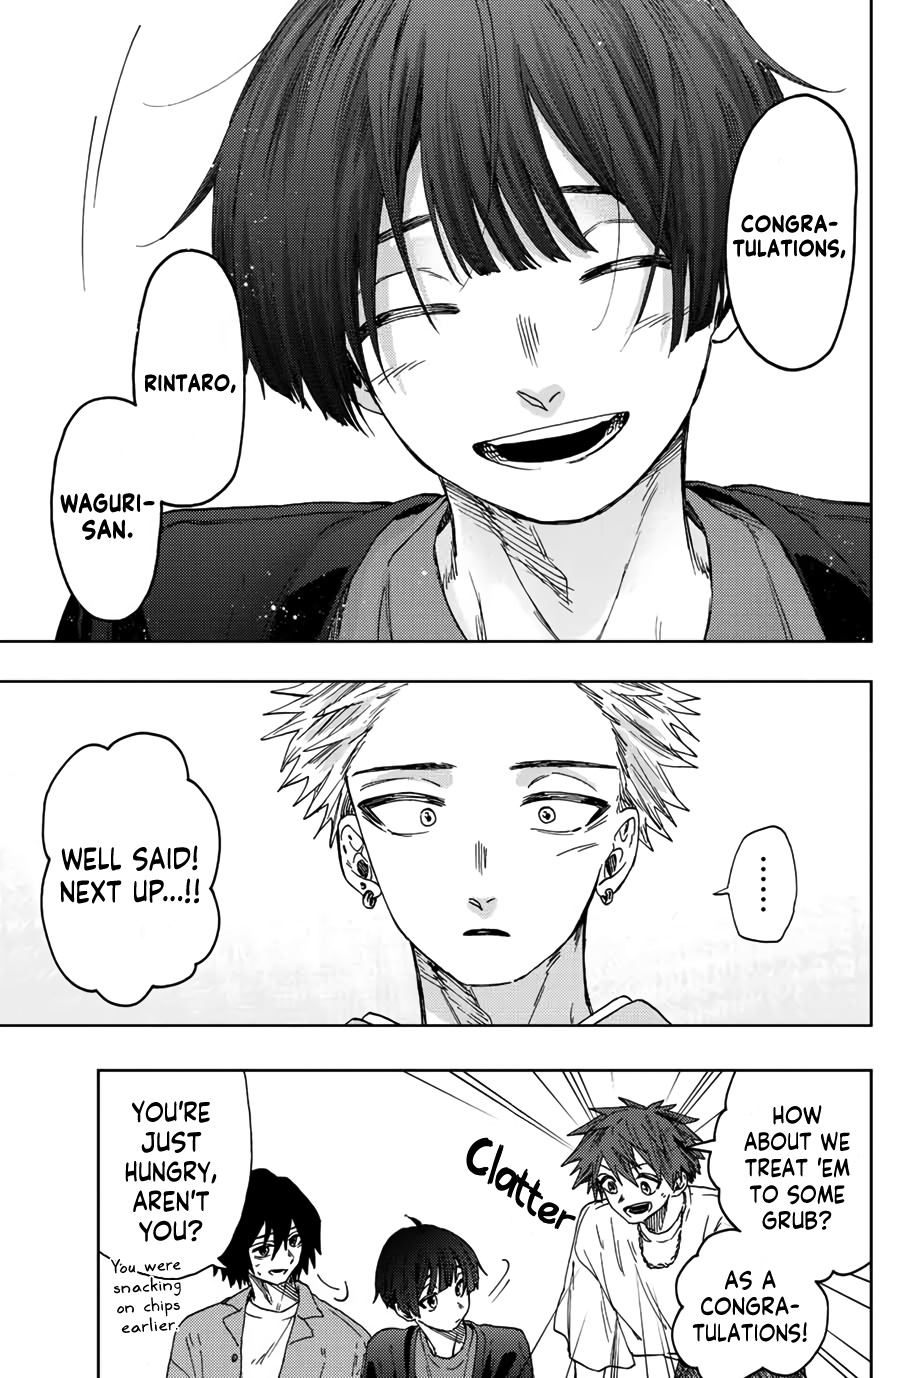 CONGRA-
TULATIONS,
RINTARO,
WAGURI-
SAN.
......
WELL SAID!
NEXT UP...!!
HOW
ABOUT WE
TREAT 'EM
TO SOME
GRUB?
AS A
CONGRA-
TULATIONS!
Clatter
YOU'RE
JUST
HUNGRY,
AREN'T
YOU?
You were
snacking
on chips
earlier.